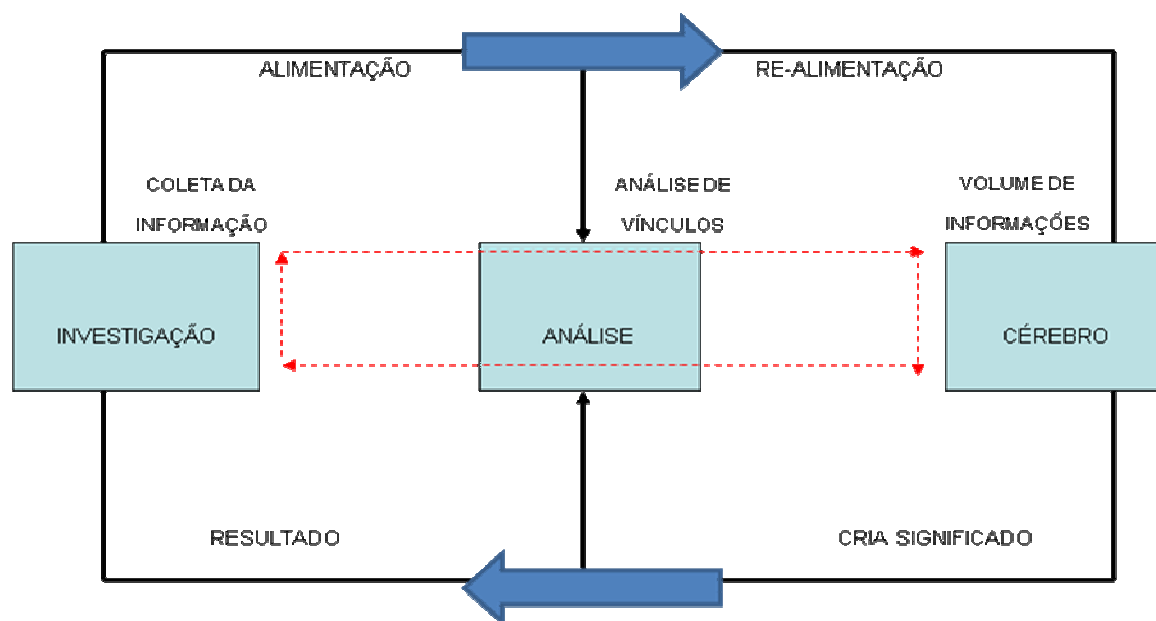 ALIMENTAÇÃO
RE-ALIMENTAÇÃO
COLETA DA
INFORMAÇÃO
ANÁLISE DE
VÍNCULOS
VOLUME DE
INFORMAÇÕES
INVESTIGAÇÃO
ANÁLISE
CÉREBRO
RESULTADO
CRIA SIGNIFICADO